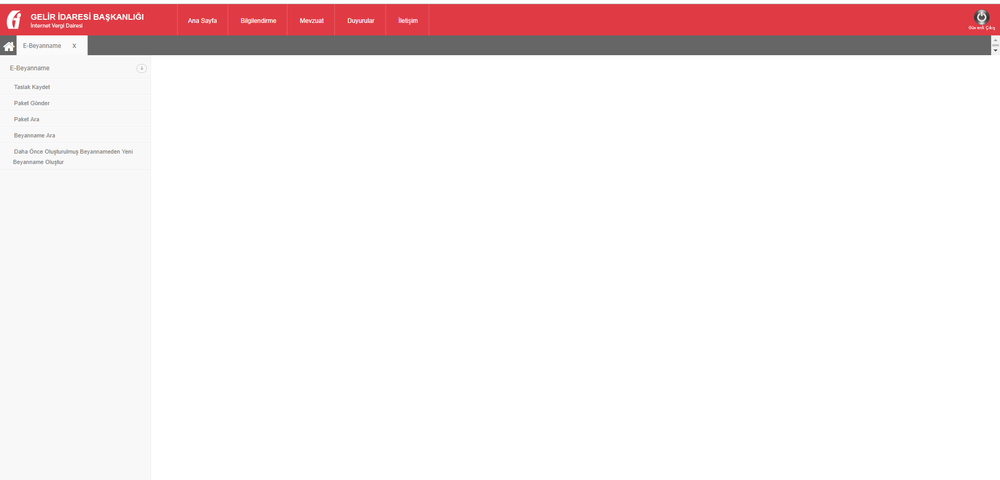 GELİR İDARESİ BAŞKANLIĞI
İnternet Vergi Dairesi
Ana Sayfa
Bilgilendirme
Mevzuat
Duyurular
İletişim
Güvenli Çıkış
E-Beyanname X
E-Beyanname
Taslak Kaydet
Paket Gönder
Paket Ara
Beyanname Ara
Daha Önce Oluşturulmuş Beyannameden Yeni
Beyanname Oluştur